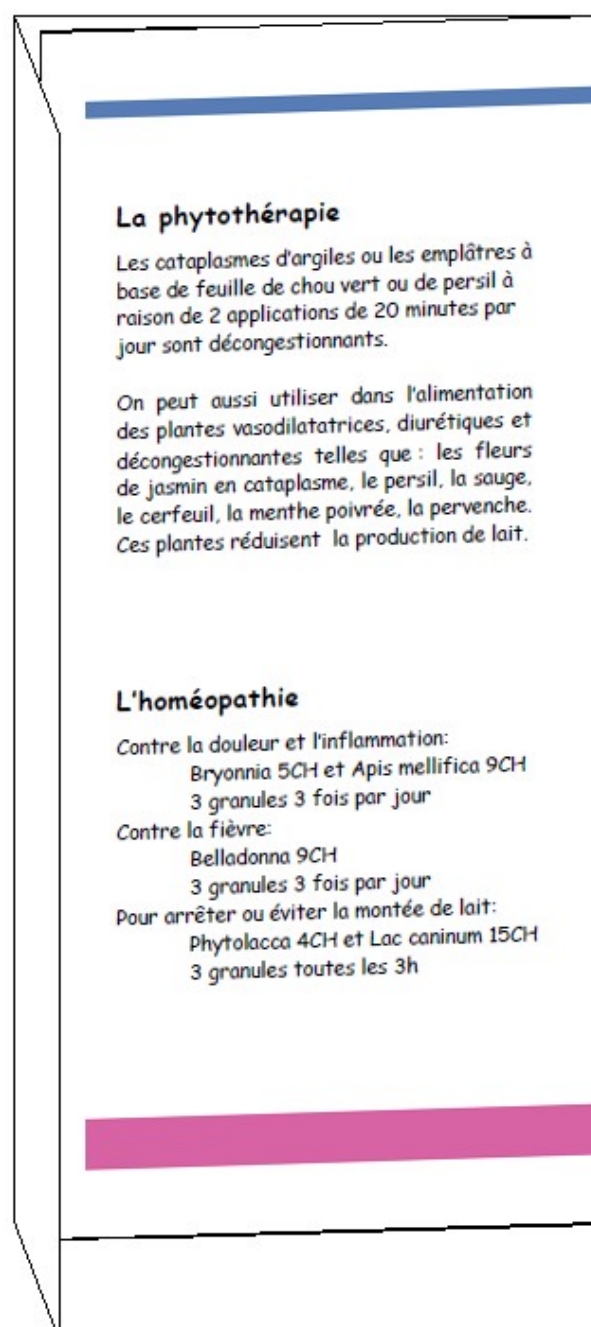 La phytothérapie
Les cataplasmes d'argiles ou les emplâtres à
base de feuille de chou vert ou de persil à
raison de 2 applications de 20 minutes par
jour sont décongestionnants.
On peut aussi utiliser dans l'alimentation
des plantes vasodilatatrices, diurétiques et
décongestionnantes telles que : les fleurs
de jasmin en cataplasme, le persil, la sauge,
le cerfeuil, la menthe poivrée, la pervenche.
Ces plantes réduisent la production de lait.
L'homéopathie
Contre la douleur et l'inflammation:
Bryonnia 5CH et Apis mellifica 9CH
3 granules 3 fois par jour
Contre la fièvre:
Belladonna 9CH
3 granules 3 fois par jour
Pour arrêter ou éviter la montée de lait:
Phytolacca 4CH et Lac caninum 15CH
3 granules toutes les 3h